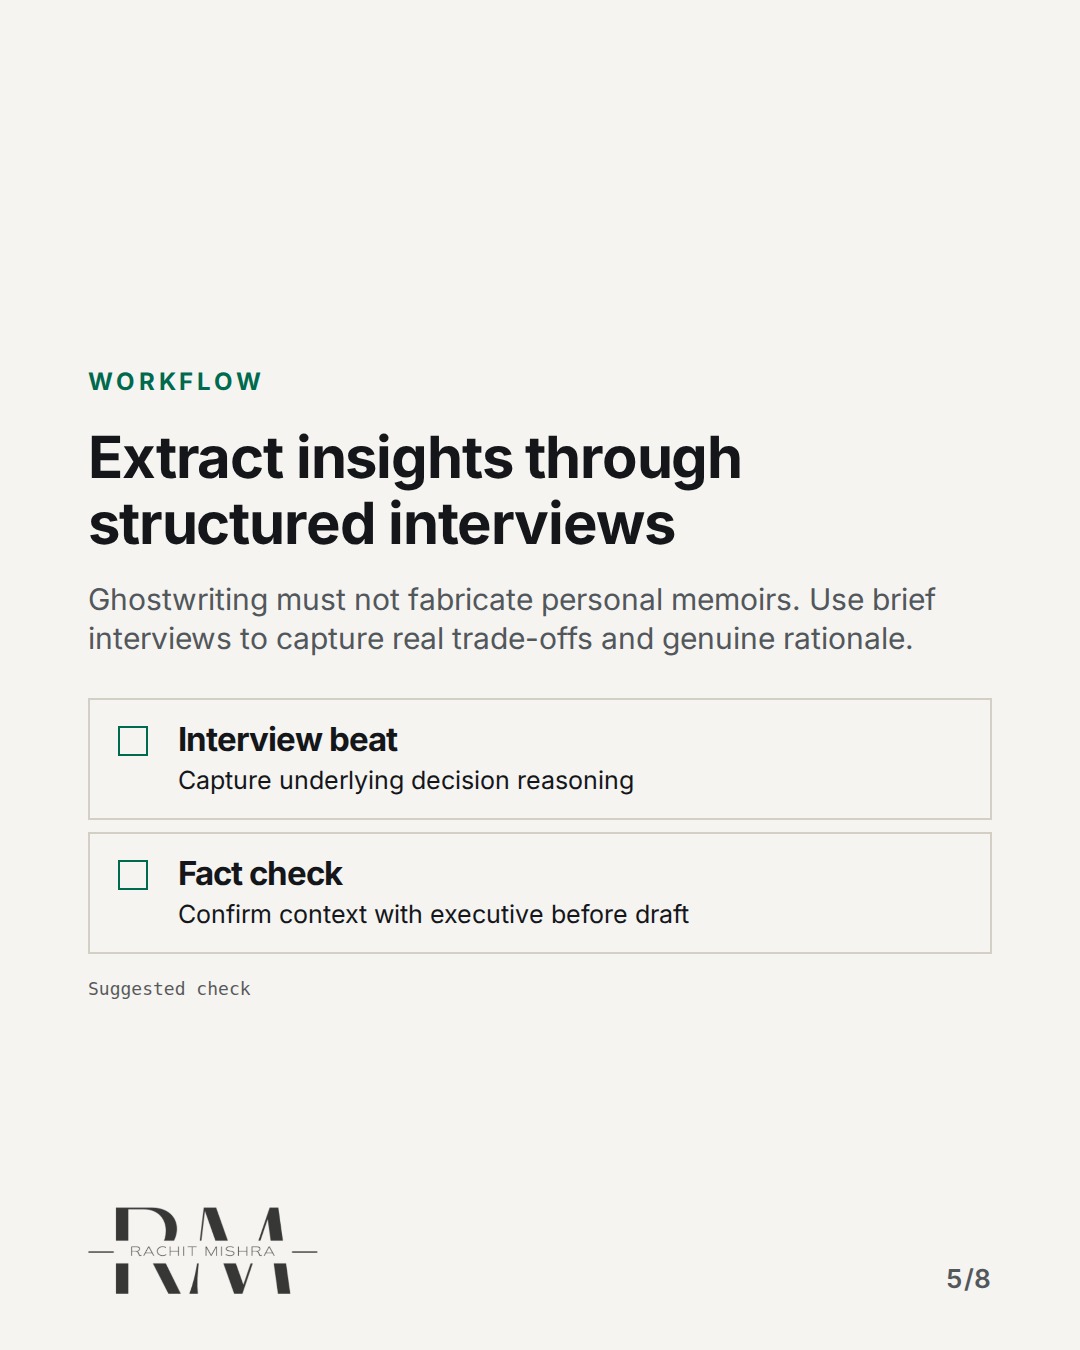 WORKFLOW
Extract insights through
structured interviews
Ghostwriting must not fabricate personal memoirs. Use brief
interviews to capture real trade-offs and genuine rationale.
Interview beat
Capture underlying decision reasoning
Fact check
Confirm context with executive before draft
Suggested check
RM
RACHIT MISHRA
5/8